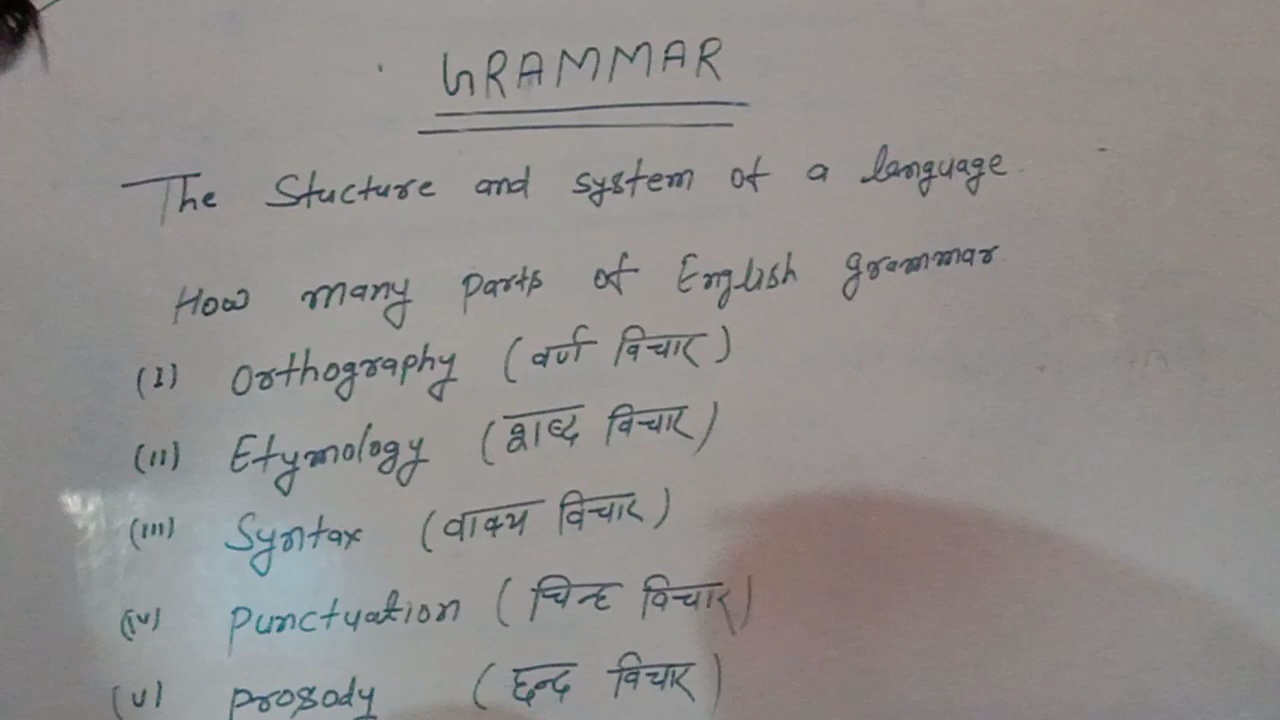 GRAMMAR
The Stucture and system of a language
How many parts of English grammar
(I) Orthography (वर्ण विचार)
(II) Etymology (शब्द विचार)
(III) Syntax (वाक्य विचार)
(IV) Punctuation (चिन्ह विचार)
(V) Prosody (छन्द विचार)